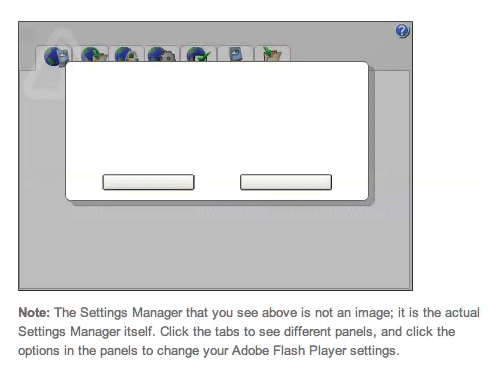 Note: The Settings Manager that you see above is not an image; it is the actual
Settings Manager itself. Click the tabs to see different panels, and click the
options in the panels to change your Adobe Flash Player settings.